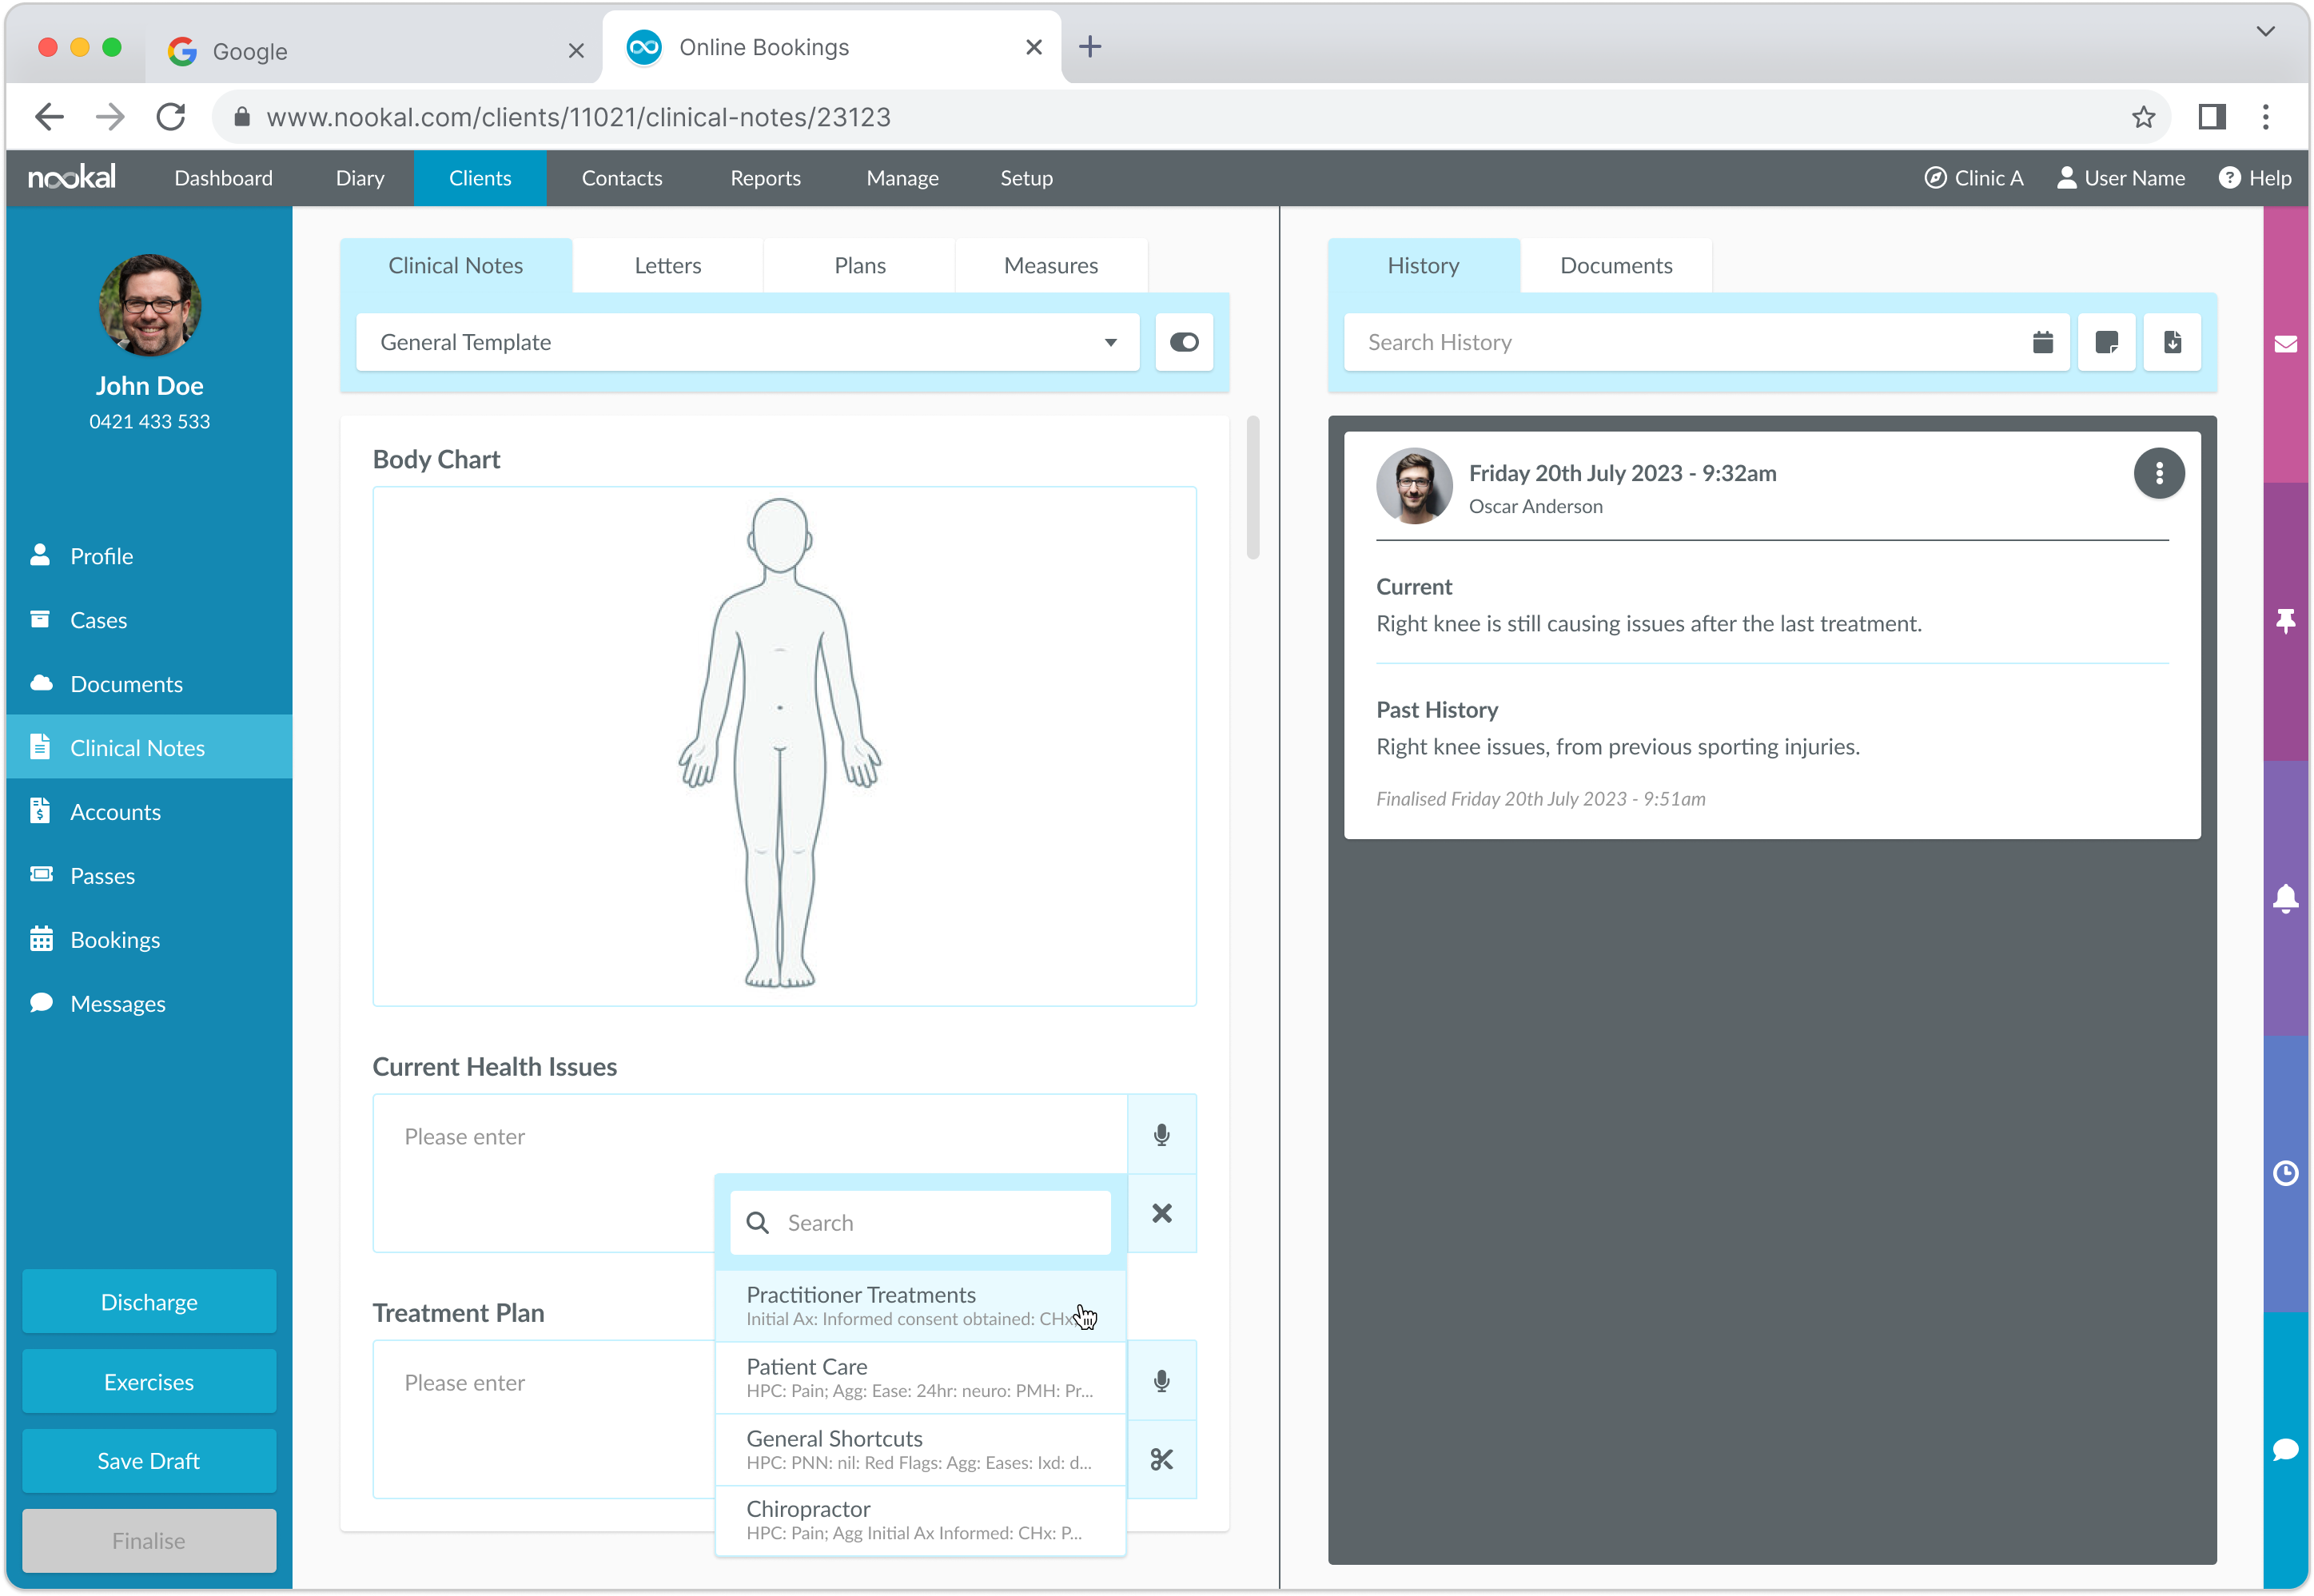 Google
Online Bookings
www.nookal.com/clients/11021/clinical-notes/23123
nookal
Dashboard
Diary
Clients
Contacts
Reports
Manage
Setup
Clinic A
User Name
Help
John Doe
0421 433 533
Profile
Cases
Documents
Clinical Notes
Accounts
Passes
Bookings
Messages
Discharge
Exercises
Save Draft
Finalise
Clinical Notes
Letters
Plans
Measures
General Template
Body Chart
Current Health Issues
Please enter
Search
Practitioner Treatments
Initial Ax: Informed consent obtained: CHx
Patient Care
HPC: Pain; Agg: Ease: 24hr: neuro: PMH: Pr...
General Shortcuts
HPC: PNN: nil: Red Flags: Agg: Eases: Ixd: d...
Chiropractor
HPC: Pain; Agg Initial Ax Informed: CHx: P...
Treatment Plan
Please enter
History
Documents
Search History
Friday 20th July 2023 - 9:32am
Oscar Anderson
Current
Right knee is still causing issues after the last treatment.
Past History
Right knee issues, from previous sporting injuries.
Finalised Friday 20th July 2023 - 9:51am